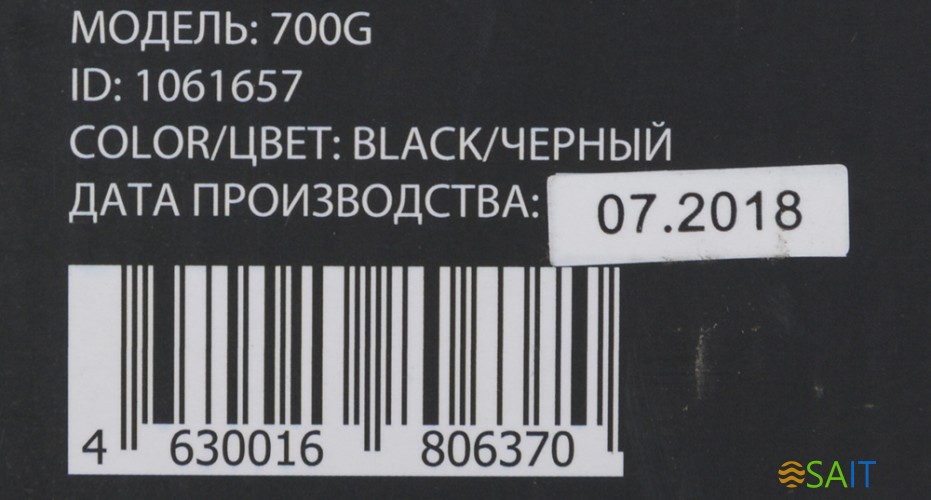 МОДЕЛЬ: 700G
ID: 1061657
COLOR/ЦВЕТ: BLACK/ЧЕРНЫЙ
ДАТА ПРОИЗВОДСТВА: 07.2018
4 630016 806370
SAIT